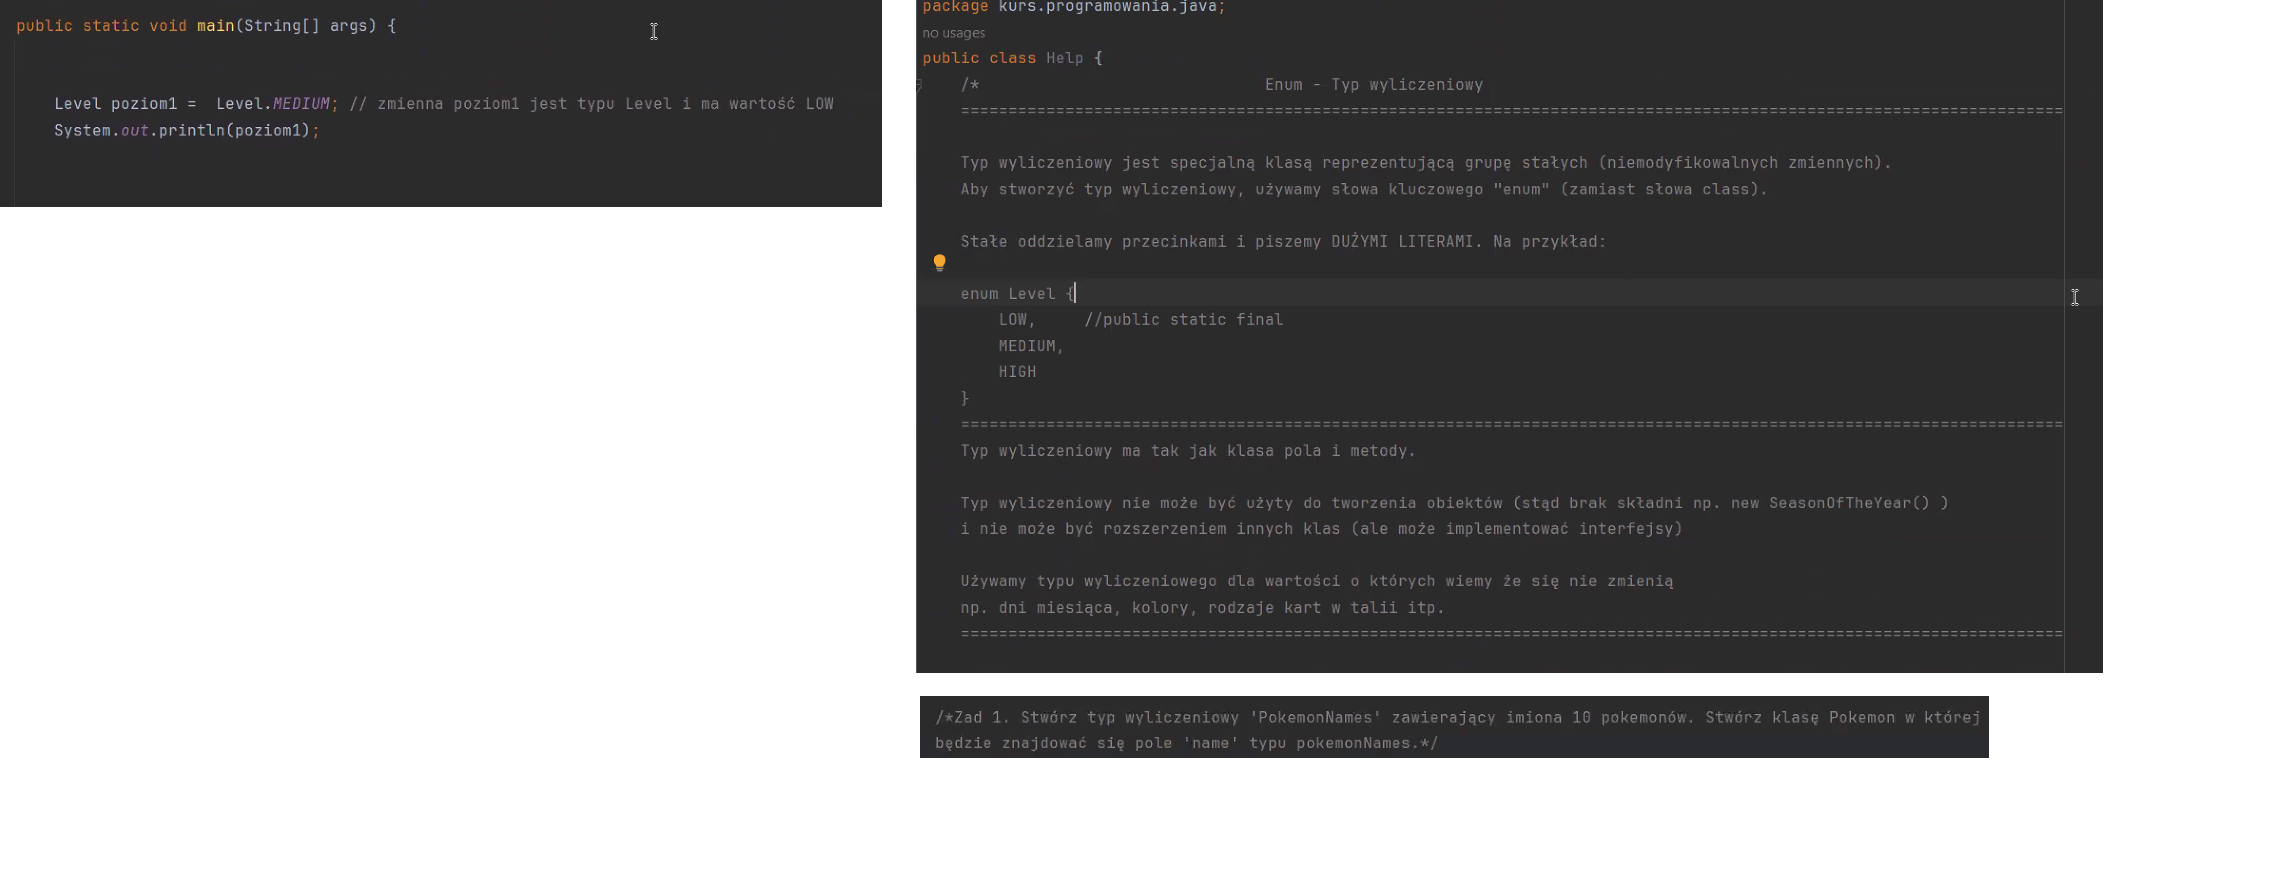 public static void main(String[] args) {
Level poziom1 =  Level.MEDIUM; // zmienna poziom1 jest typu Level i ma wartość LOW
System.out.println(poziom1);
package kurs.programowania.java;
no usages
public class Help {
/*                              Enum - Typ wyliczeniowy
====================================================================================================================
Typ wyliczeniowy jest specjalną klasą reprezentującą grupę stałych (niemodyfikowalnych zmiennych).
Aby stworzyć typ wyliczeniowy, używamy słowa kluczowego "enum" (zamiast słowa class).
Stałe oddzielamy przecinkami i piszemy DUŻYMI LITERAMI. Na przykład:
enum Level {
LOW,     //public static final
MEDIUM,
HIGH
}
====================================================================================================================
Typ wyliczeniowy ma tak jak klasa pola i metody.
Typ wyliczeniowy nie może być użyty do tworzenia obiektów (stąd brak składni np. new SeasonOfTheYear() )
i nie może być rozszerzeniem innych klas (ale może implementować interfejsy)
Używamy typu wyliczeniowego dla wartości o których wiemy że się nie zmienią
np. dni miesiąca, kolory, rodzaje kart w talii itp.
====================================================================================================================
/*Zad 1. Stwórz typ wyliczeniowy 'PokemonNames' zawierający imiona 10 pokemonów. Stwórz klasę Pokemon w której
będzie znajdować się pole 'name' typu pokemonNames.*/